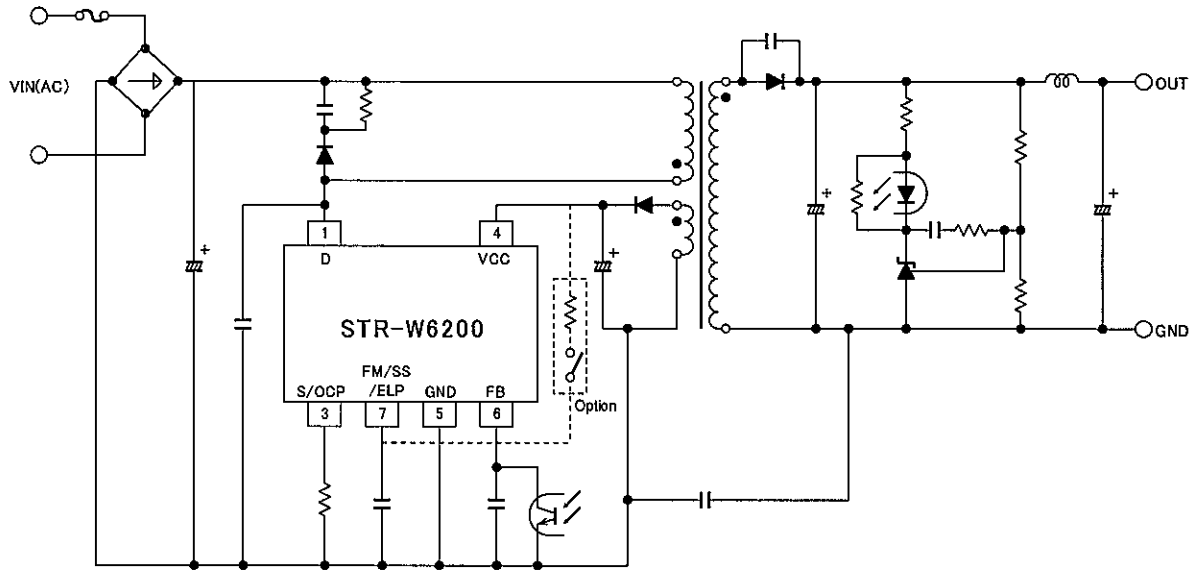 VIN(AC)
OUT
+
+
+
+
1
4
D
VCC
STR-W6200
FM/SS
S/OCP
/ELP
GND
FB
3
7
5
6
Option
GND